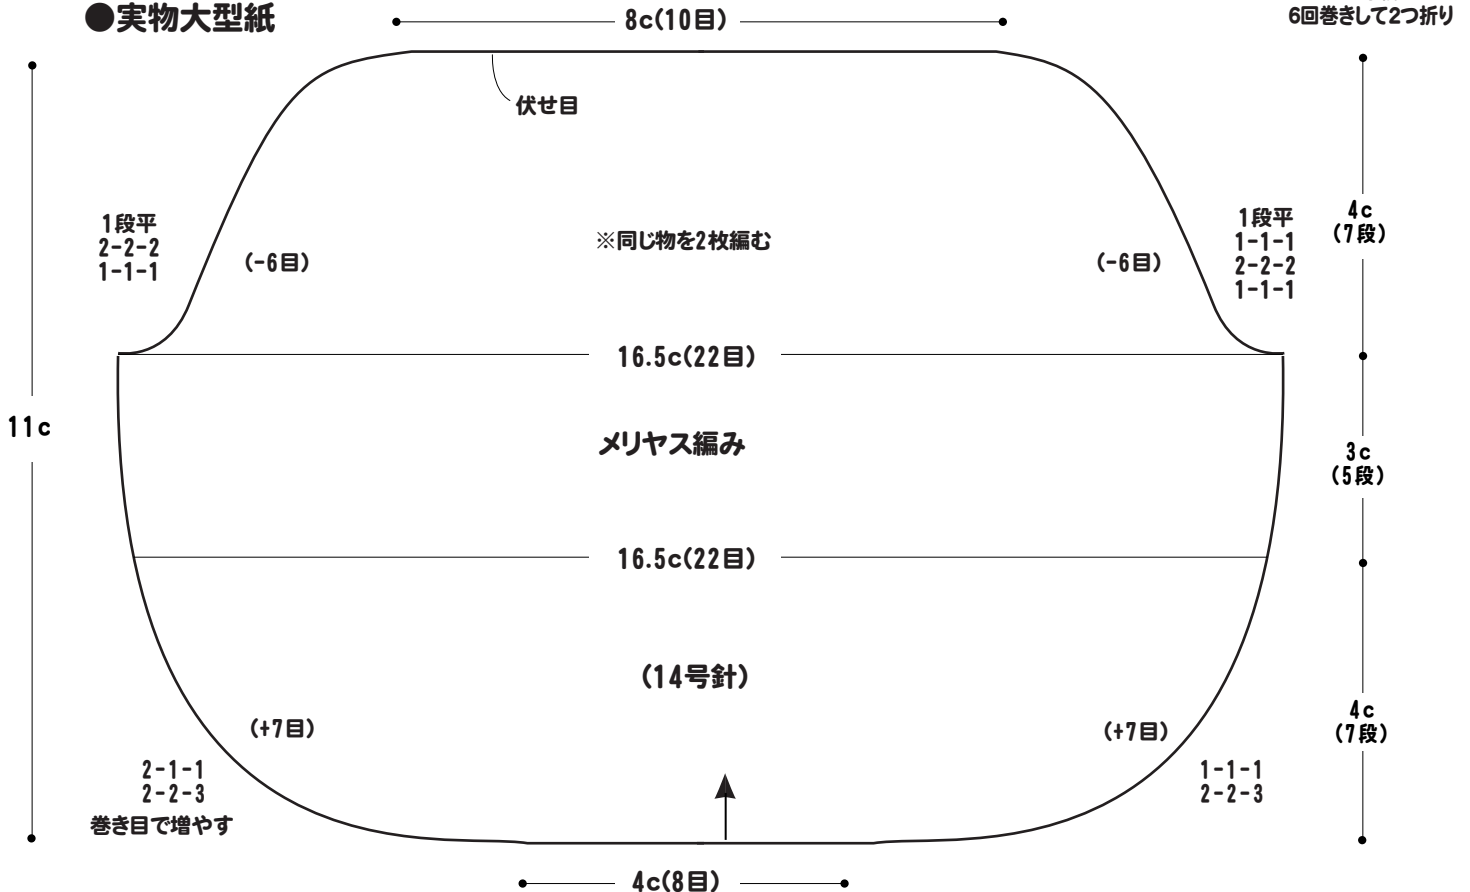 ●実物大型紙
8c(10目)
6回巻きして2つ折り
伏せ目
1段平
2-2-2
1-1-1
(-6目)
※同じ物を2枚編む
(-6目)
1段平
1-1-1
2-2-2
1-1-1
4c
(7段)
16.5c(22目)
11c
メリヤス編み
3c
(5段)
16.5c(22目)
(14号針)
(+7目)
(+7目)
4c
(7段)
2-1-1
2-2-3
巻き目で増やす
1-1-1
2-2-3
4c(8目)